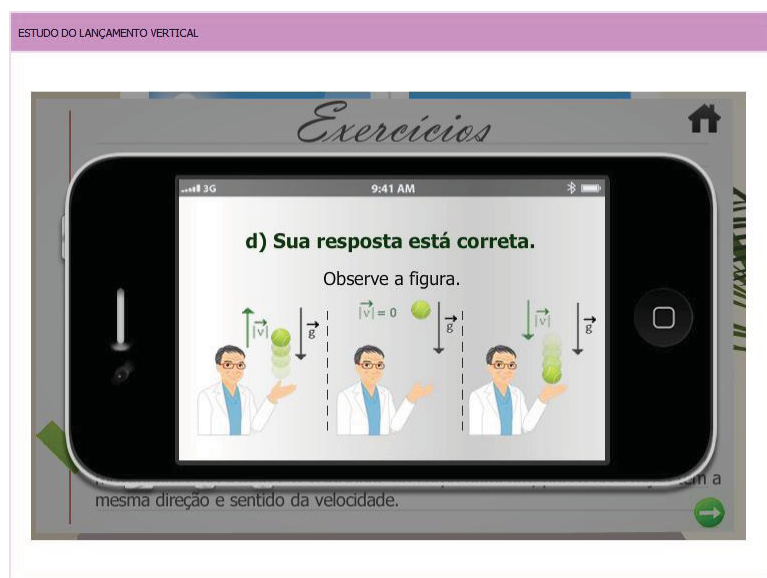 ESTUDO DO LANÇAMENTO VERTICAL
Exercícios
3G 9:41 AM
d) Sua resposta está correta.
Observe a figura.
|v| g |v| = 0 g |v| g
a
mesma direção e sentido da velocidade.